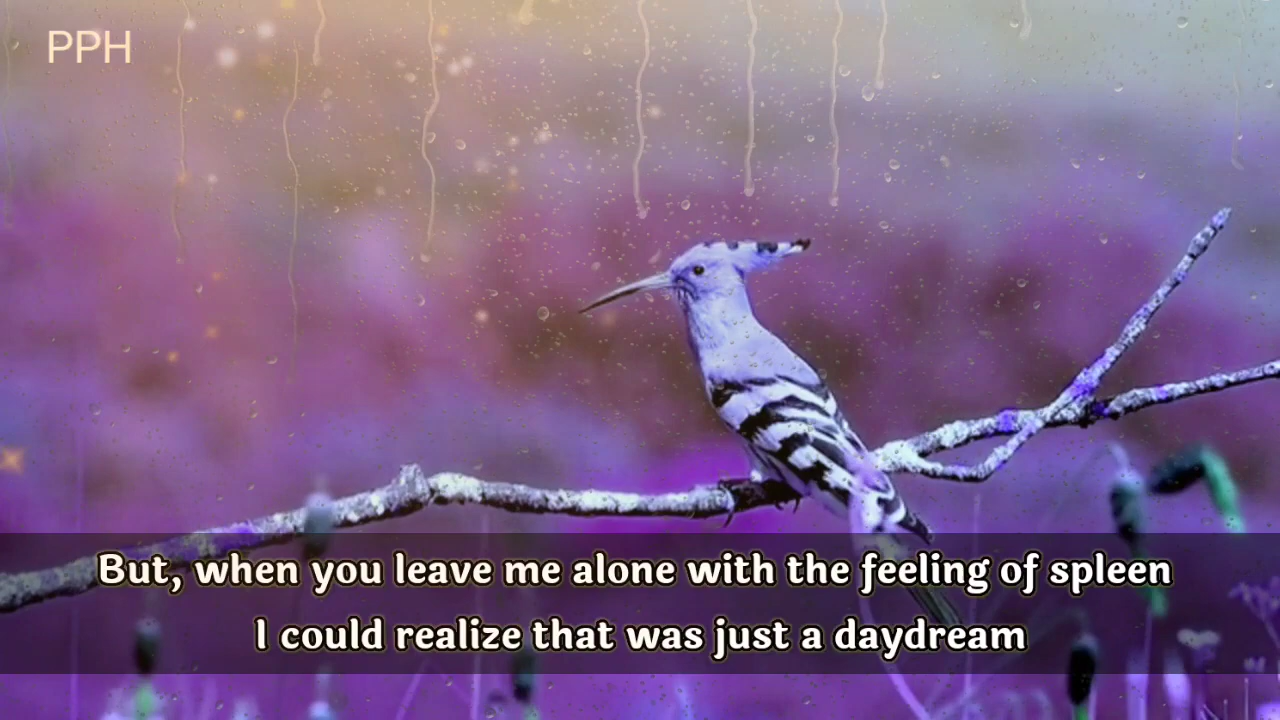 PPH
But, when you leave me alone with the feeling of spleen
I could realize that was just a daydream